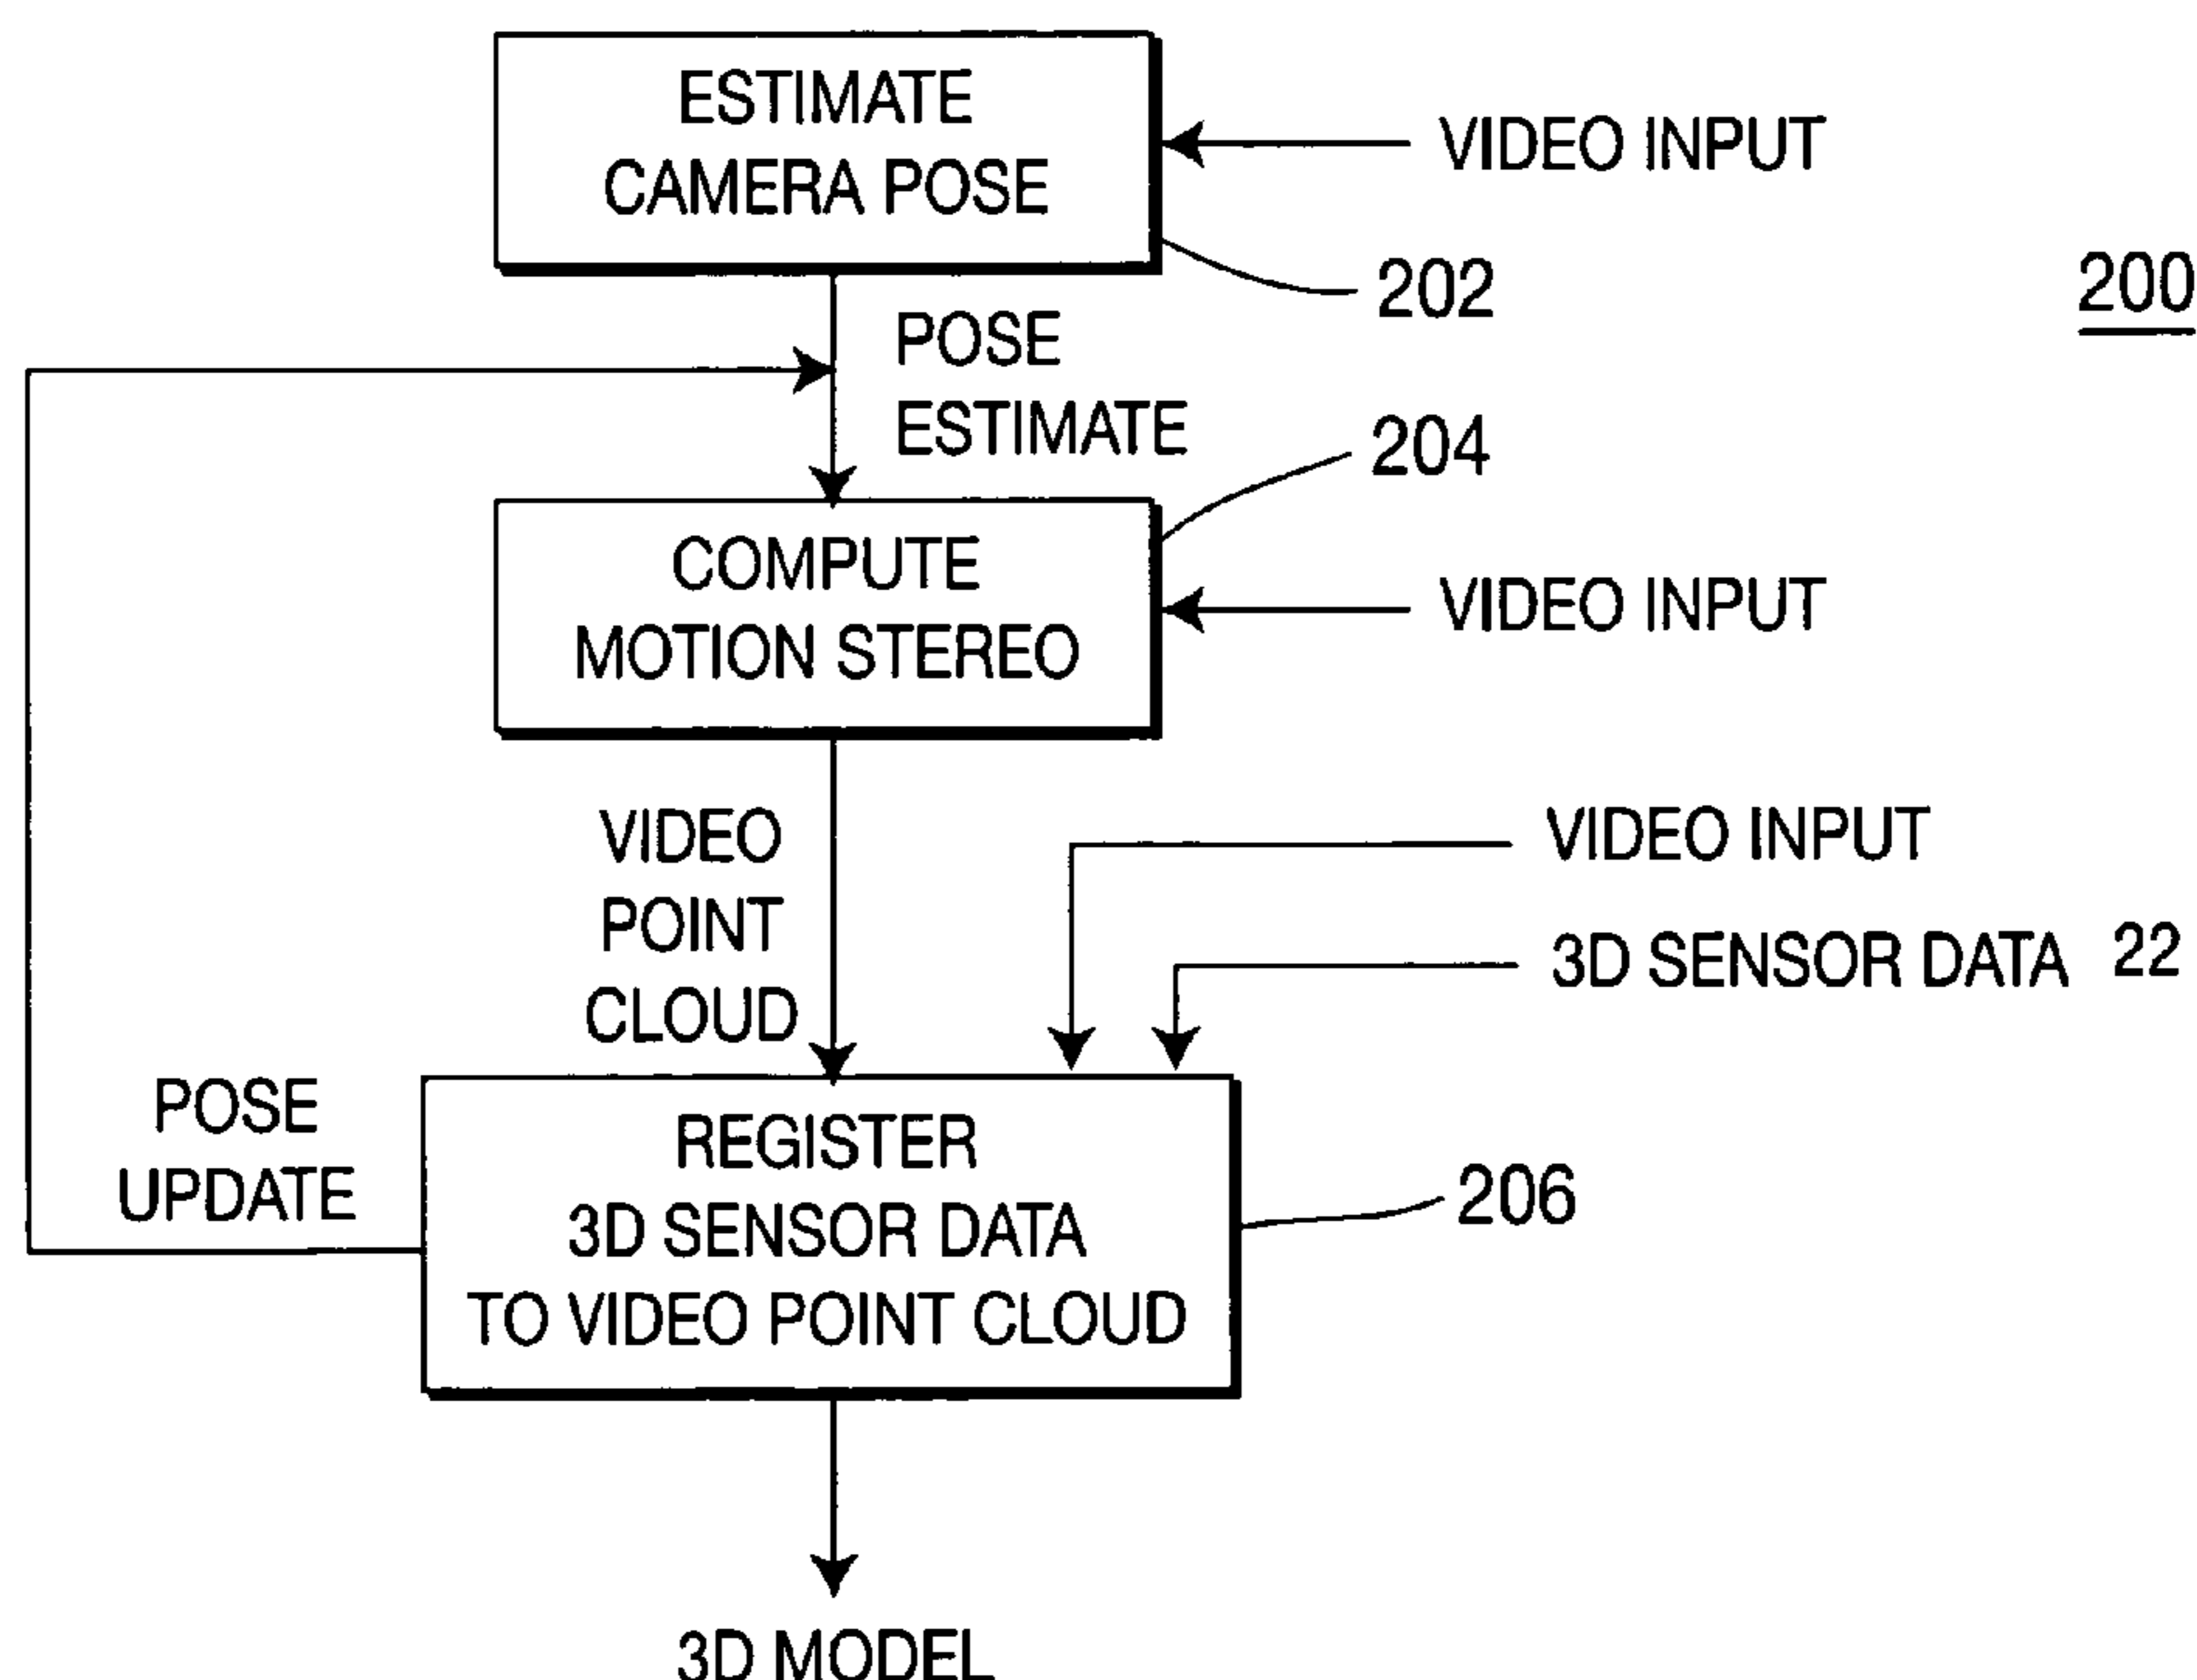 ESTIMATE
CAMERA POSE
VIDEO INPUT
202
200
POSE
ESTIMATE
204
COMPUTE
MOTION STEREO
VIDEO INPUT
VIDEO
POINT
CLOUD
VIDEO INPUT
3D SENSOR DATA 22
POSE
UPDATE
REGISTER
3D SENSOR DATA
TO VIDEO POINT CLOUD
206
3D MODEL